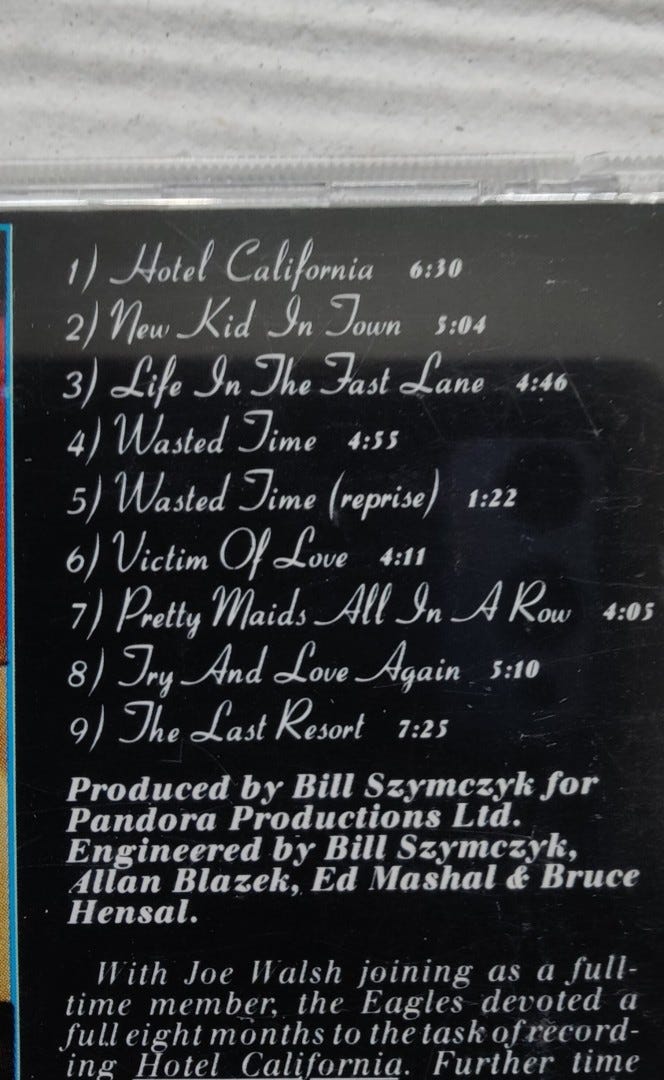 1) Hotel California 6:30
2) New Kid In Town 5:04
3) Life In The Fast Lane 4:46
4) Wasted Time 4:55
5) Wasted Time (reprise) 1:22
6) Victim Of Love 4:11
7) Pretty Maids All In A Row 4:05
8) Try And Love Again 5:10
9) The Last Resort 7:25
Produced by Bill Szymczyk for
Pandora Productions Ltd.
Engineered by Bill Szymczyk,
Allan Blazek, Ed Mashal & Bruce
Hensal.
With Joe Walsh joining as a full-
time member, the Eagles devoted a
full eight months to the task of record-
ing Hotel California. Further time